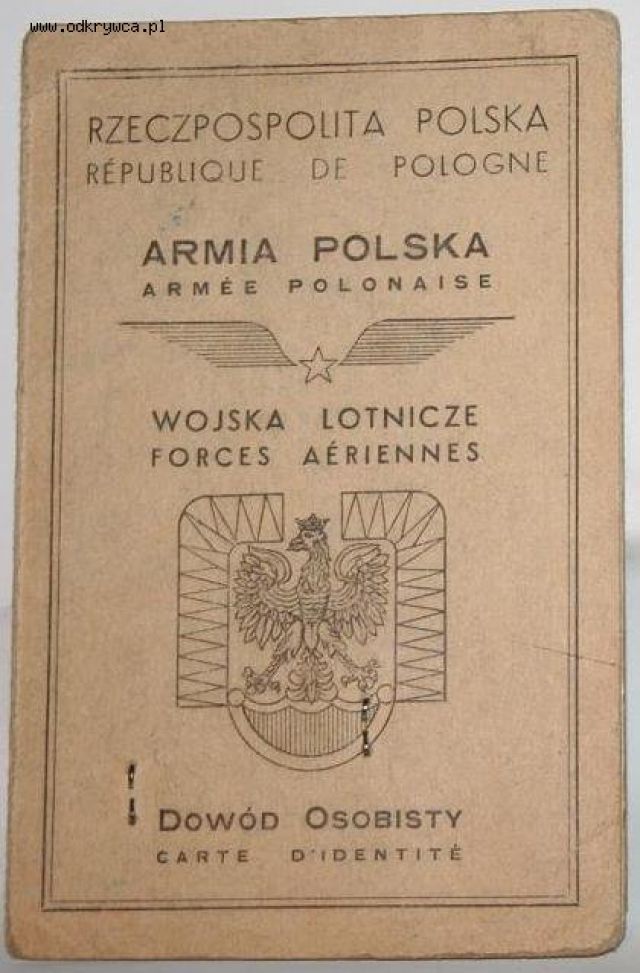 www.odkrywca.pl
RZECZPOSPOLITA POLSKA
RÉPUBLIQUE DE POLOGNE
ARMIA POLSKA
ARMÉE POLONAISE
WOJSKA LOTNICZE
FORCES AÉRIENNES
DOWÓD OSOBISTY
CARTE D'IDENTITÉ